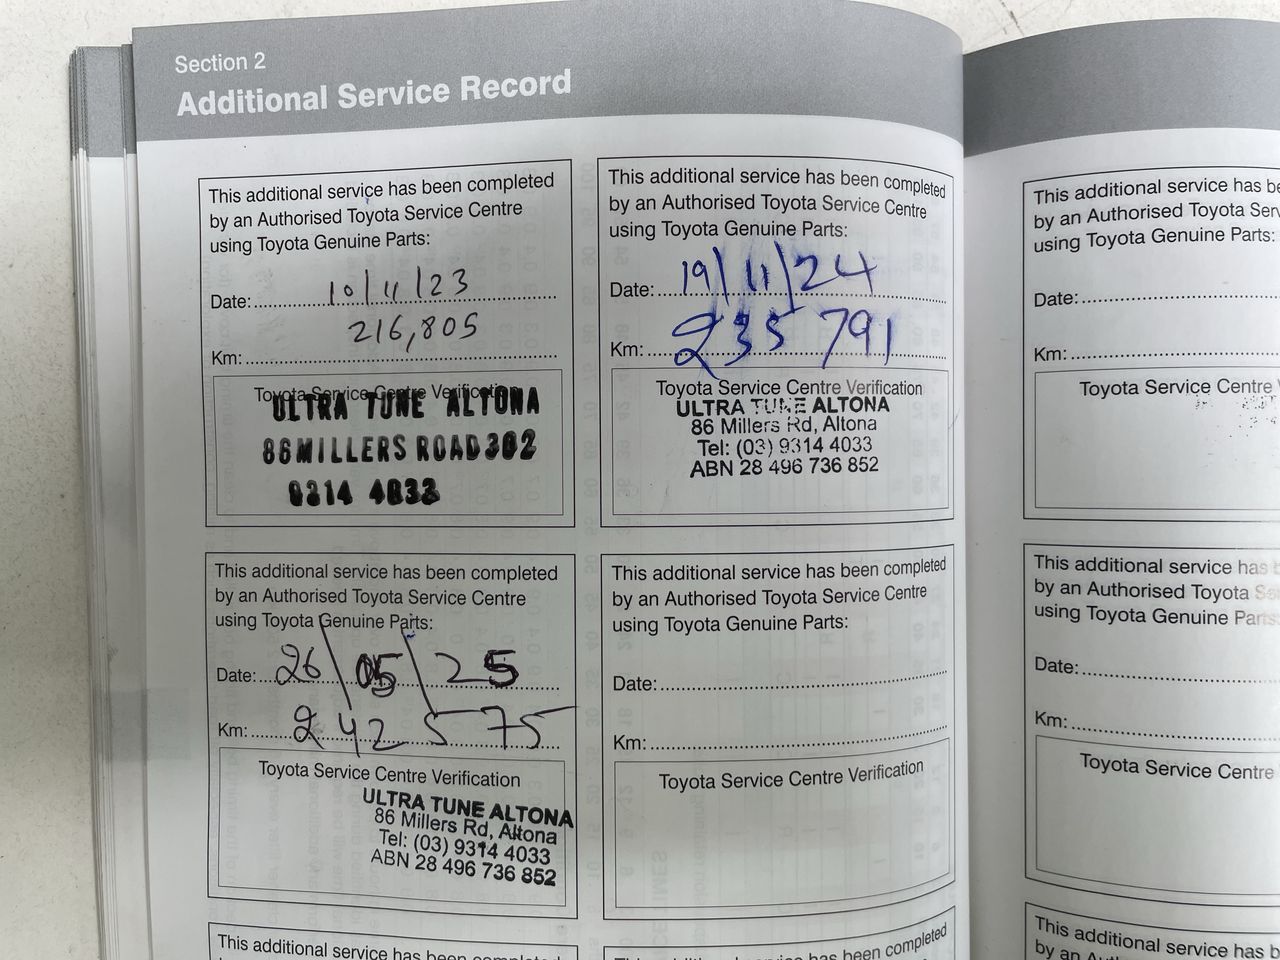 Section 2
Additional Service Record
This additional service has been completed
by an Authorised Toyota Service Centre
using Toyota Genuine Parts:
Date: 10/11/23
216,805
Km:
Toyota Service Centre Verification
ULTRA TUNE ALTONA
86 MILLERS ROAD 302
9314 4033
This additional service has been completed
by an Authorised Toyota Service Centre
using Toyota Genuine Parts:
Date: 19/11/24
Km: 235 791
Toyota Service Centre Verification
ULTRA TUNE ALTONA
86 Millers Rd, Altona
Tel: (03) 9314 4033
ABN 28 496 736 852
This additional service has been completed
by an Authorised Toyota Service Centre
using Toyota Genuine Parts:
Date: 26/05/25
Km: 242 575
Toyota Service Centre Verification
ULTRA TUNE ALTONA
86 Millers Rd, Altona
Tel: (03) 9314 4033
ABN 28 496 736 852
This additional service has been completed
by an Authorised Toyota Service Centre
using Toyota Genuine Parts:
Date:
Km:
Toyota Service Centre Verification
This additional service has been completed
This additional service has been completed
This additional service has be
by an Authorised Toyota Ser
using Toyota Genuine Parts:
Date:
Km:
Toyota Service Centre
This additional service has
by an Authorised Toyota
using Toyota Genuine Parts:
Date:
Km:
Toyota Service Centre
This additional service has b
by an